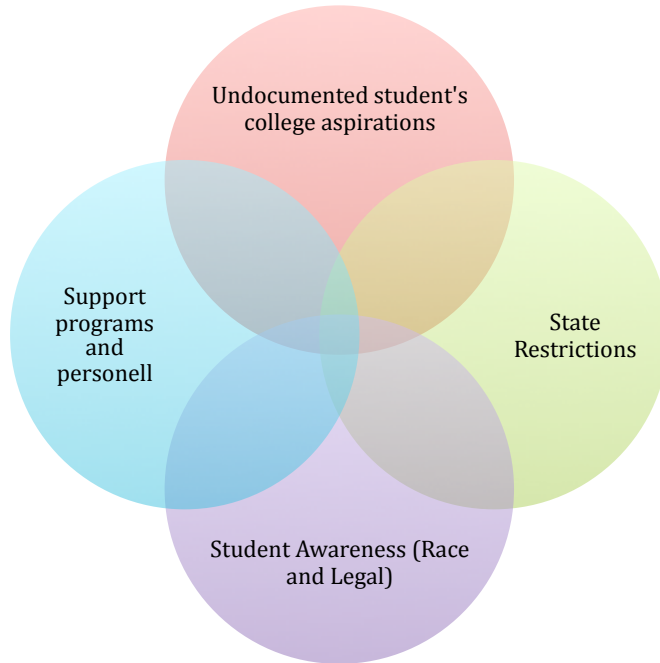 Undocumented student's
college aspirations
Support
programs
and
personell
State
Restrictions
Student Awareness (Race
and Legal)